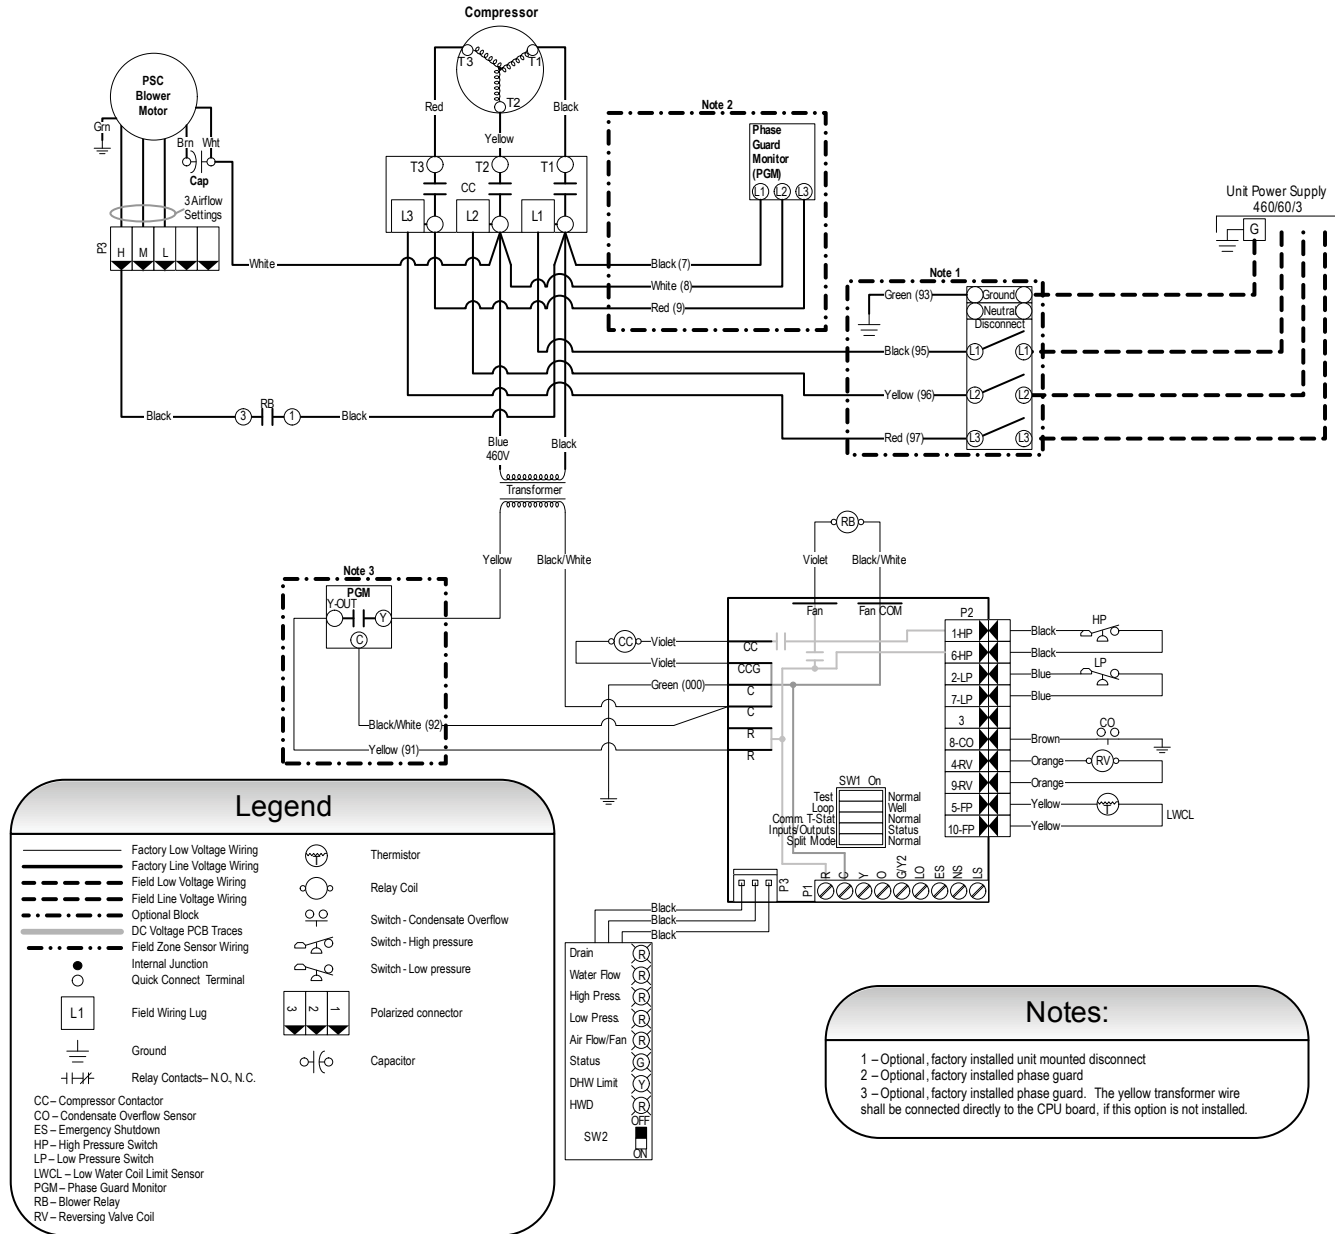 Compressor
PSC
Blower
Motor
Grn
Brn
Wht
Cap
3 Airflow
Settings
P3
H
M
L
T3
T1
T2
Red
Black
Yellow
T3
T2
T1
CC
L3
L2
L1
White
Note 2
Phase
Guard
Monitor
(PGM)
L1
L2
L3
Black (7)
White (8)
Red (9)
Unit Power Supply
460/60/3
G
Note 1
Green (93)
Ground
Neutral
Disconnect
Black (95)
L1
L1
Yellow (96)
L2
L2
Red (97)
L3
L3
Black
3
RB
1
Black
Blue
460V
Black
Transformer
Yellow
Black/White
Note 3
PGM
Y-OUT
Y
C
Black/White (92)
Yellow (91)
RB
Violet
Black/White
Fan
Fan COM
CC
Violet
Violet
Green (000)
CC
CCG
C
C
R
R
P2
1-HP
6-HP
2-LP
7-LP
3
8-CO
4-RV
9-RV
5-FP
10-FP
Black
HP
Black
Blue
LP
Blue
CO
Brown
Orange
RV
Orange
Yellow
LWCL
Yellow
SW1 On
Test
Normal
Loop
Well
Comm. T-Stat
Normal
Inputs/Outputs
Status
Split Mode
Normal
P3
P1
R
C
Y
O
G/Y2
LO
ES
NS
LS
Black
Black
Black
Drain
R
Water Flow
R
High Press.
R
Low Press.
R
Air Flow/Fan
R
Status
G
DHW Limit
Y
HWD
R
OFF
SW2
ON
Legend
Factory Low Voltage Wiring
Factory Line Voltage Wiring
Field Low Voltage Wiring
Field Line Voltage Wiring
Optional Block
DC Voltage PCB Traces
Field Zone Sensor Wiring
Internal Junction
Quick Connect Terminal
L1
Field Wiring Lug
Ground
Relay Contacts– N.O., N.C.
Thermistor
Relay Coil
Switch - Condensate Overflow
Switch - High pressure
Switch - Low pressure
3
2
1
Polarized connector
Capacitor
CC – Compressor Contactor
CO – Condensate Overflow Sensor
ES – Emergency Shutdown
HP – High Pressure Switch
LP – Low Pressure Switch
LWCL – Low Water Coil Limit Sensor
PGM – Phase Guard Monitor
RB – Blower Relay
RV – Reversing Valve Coil
Notes:
1 – Optional, factory installed unit mounted disconnect
2 – Optional, factory installed phase guard
3 – Optional, factory installed phase guard. The yellow transformer wire
shall be connected directly to the CPU board, if this option is not installed.